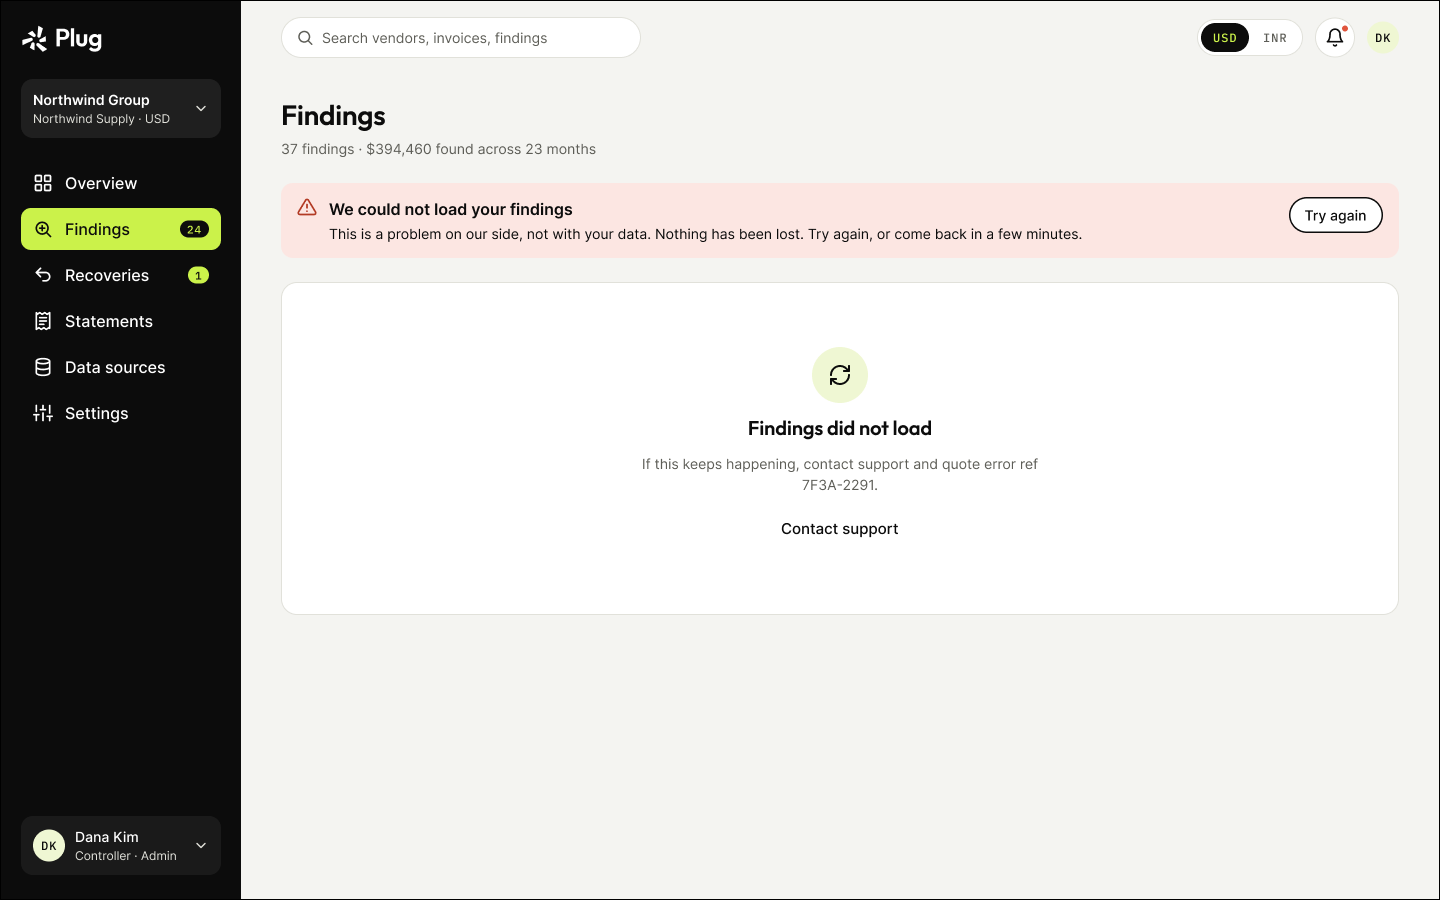 Plug
Northwind Group
Northwind Supply · USD
Overview
Findings 24
Recoveries 1
Statements
Data sources
Settings
DK
Dana Kim
Controller · Admin
Search vendors, invoices, findings
USD INR
DK
Findings
37 findings · $394,460 found across 23 months
We could not load your findings
This is a problem on our side, not with your data. Nothing has been lost. Try again, or come back in a few minutes.
Try again
Findings did not load
If this keeps happening, contact support and quote error ref
7F3A-2291.
Contact support